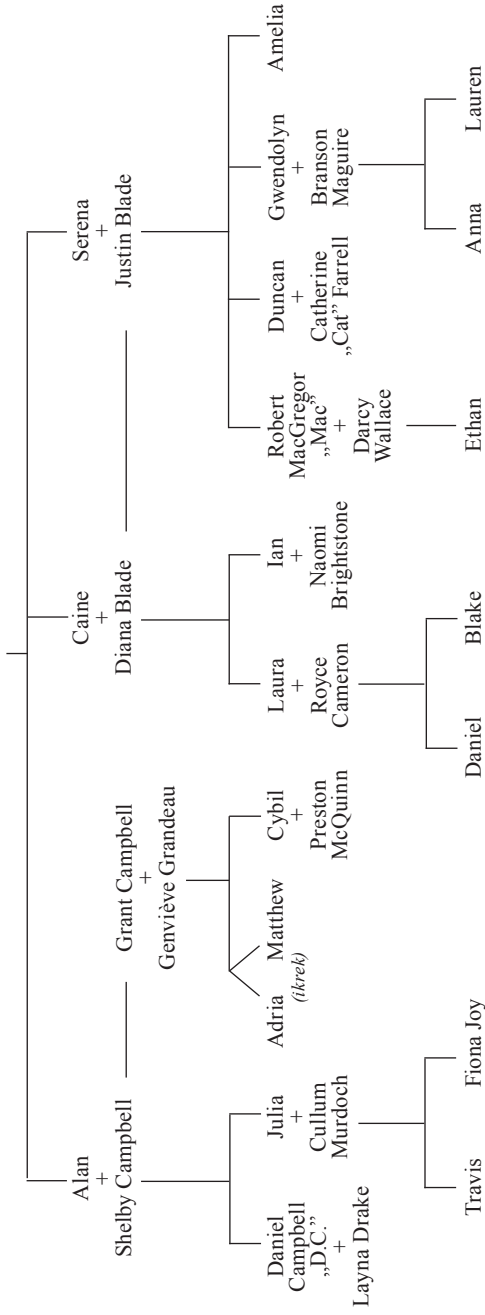 Alan
+
Shelby Campbell
Grant Campbell
+
Genviève Grandeau
Caine
+
Diana Blade
Serena
+
Justin Blade
Daniel
Campbell
„D.C.”
+
Layna Drake
Julia
+
Cullum
Murdoch
Adria
Matthew
(ikrek)
Cybil
+
Preston
McQuinn
Laura
+
Royce
Cameron
Ian
+
Naomi
Brightstone
Robert
MacGregor
„Mac”
+
Darcy
Wallace
Duncan
+
Catherine
„Cat” Farrell
Gwendolyn
+
Branson
Maguire
Amelia
Travis
Fiona Joy
Daniel
Blake
Ethan
Anna
Lauren